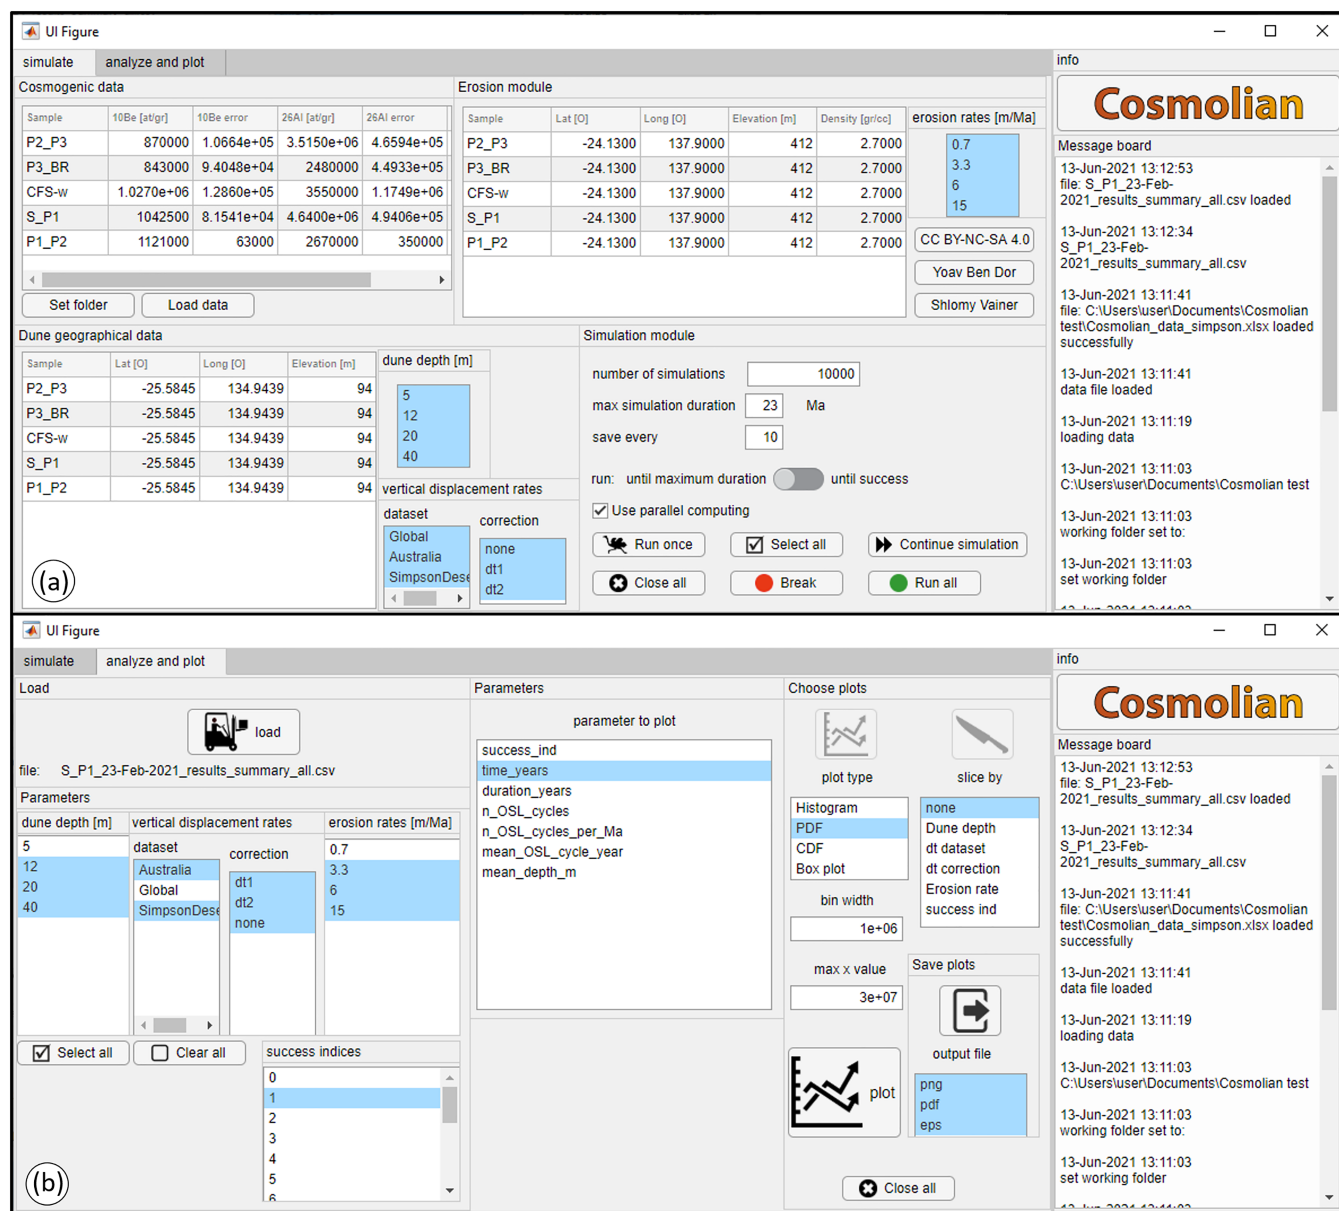 UI Figure
simulate analyze and plot
info
Cosmogenic data
Sample 10Be [at/gr] 10Be error 26Al [at/gr] 26Al error
P2_P3 870000 1.0664e+05 3.5150e+06 4.6594e+05
P3_BR 843000 9.4048e+04 2480000 4.4933e+05
CFS-w 1.0270e+06 1.2860e+05 3550000 1.1749e+06
S_P1 1042500 8.1541e+04 4.6400e+06 4.9406e+05
P1_P2 1121000 63000 2670000 350000
Set folder Load data
Erosion module
Sample Lat [O] Long [O] Elevation [m] Density [gr/cc]
P2_P3 -24.1300 137.9000 412 2.7000
P3_BR -24.1300 137.9000 412 2.7000
CFS-w -24.1300 137.9000 412 2.7000
S_P1 -24.1300 137.9000 412 2.7000
P1_P2 -24.1300 137.9000 412 2.7000
erosion rates [m/Ma]
0.7
3.3
6
15
CC BY-NC-SA 4.0
Yoav Ben Dor
Shlomy Vainer
Dune geographical data
Sample Lat [O] Long [O] Elevation [m]
P2_P3 -25.5845 134.9439 94
P3_BR -25.5845 134.9439 94
CFS-w -25.5845 134.9439 94
S_P1 -25.5845 134.9439 94
P1_P2 -25.5845 134.9439 94
(a)
dune depth [m]
5
12
20
40
vertical displacement rates
dataset
Global
Australia
SimpsonDese
correction
none
dt1
dt2
Simulation module
number of simulations 10000
max simulation duration 23 Ma
save every 10
run: until maximum duration until success
Use parallel computing
Run once Select all Continue simulation
Close all Break Run all
Cosmolian
Message board
13-Jun-2021 13:12:53
file: S_P1_23-Feb-
2021_results_summary_all.csv loaded
13-Jun-2021 13:12:34
S_P1_23-Feb-
2021_results_summary_all.csv
13-Jun-2021 13:11:41
file: C:\Users\user\Documents\Cosmolian
test\Cosmolian_data_simpson.xlsx loaded
successfully
13-Jun-2021 13:11:41
data file loaded
13-Jun-2021 13:11:19
loading data
13-Jun-2021 13:11:03
C:\Users\user\Documents\Cosmolian test
13-Jun-2021 13:11:03
working folder set to:
13-Jun-2021 13:11:03
set working folder
UI Figure
simulate analyze and plot
info
Load
load
file: S_P1_23-Feb-2021_results_summary_all.csv
Parameters
dune depth [m]
5
12
20
40
vertical displacement rates
dataset
Australia
Global
SimpsonDese
correction
dt1
dt2
none
erosion rates [m/Ma]
0.7
3.3
6
15
Select all Clear all
success indices
0
1
2
3
4
5
6
(b)
Parameters
parameter to plot
success_ind
time_years
duration_years
n_OSL_cycles
n_OSL_cycles_per_Ma
mean_OSL_cycle_year
mean_depth_m
Choose plots
plot type
Histogram
PDF
CDF
Box plot
slice by
none
Dune depth
dt dataset
dt correction
Erosion rate
success ind
bin width
1e+06
max x value
3e+07
plot
Save plots
output file
png
pdf
eps
Close all
Cosmolian
Message board
13-Jun-2021 13:12:53
file: S_P1_23-Feb-
2021_results_summary_all.csv loaded
13-Jun-2021 13:12:34
S_P1_23-Feb-
2021_results_summary_all.csv
13-Jun-2021 13:11:41
file: C:\Users\user\Documents\Cosmolian
test\Cosmolian_data_simpson.xlsx loaded
successfully
13-Jun-2021 13:11:41
data file loaded
13-Jun-2021 13:11:19
loading data
13-Jun-2021 13:11:03
C:\Users\user\Documents\Cosmolian test
13-Jun-2021 13:11:03
working folder set to:
13-Jun-2021 13:11:03
set working folder